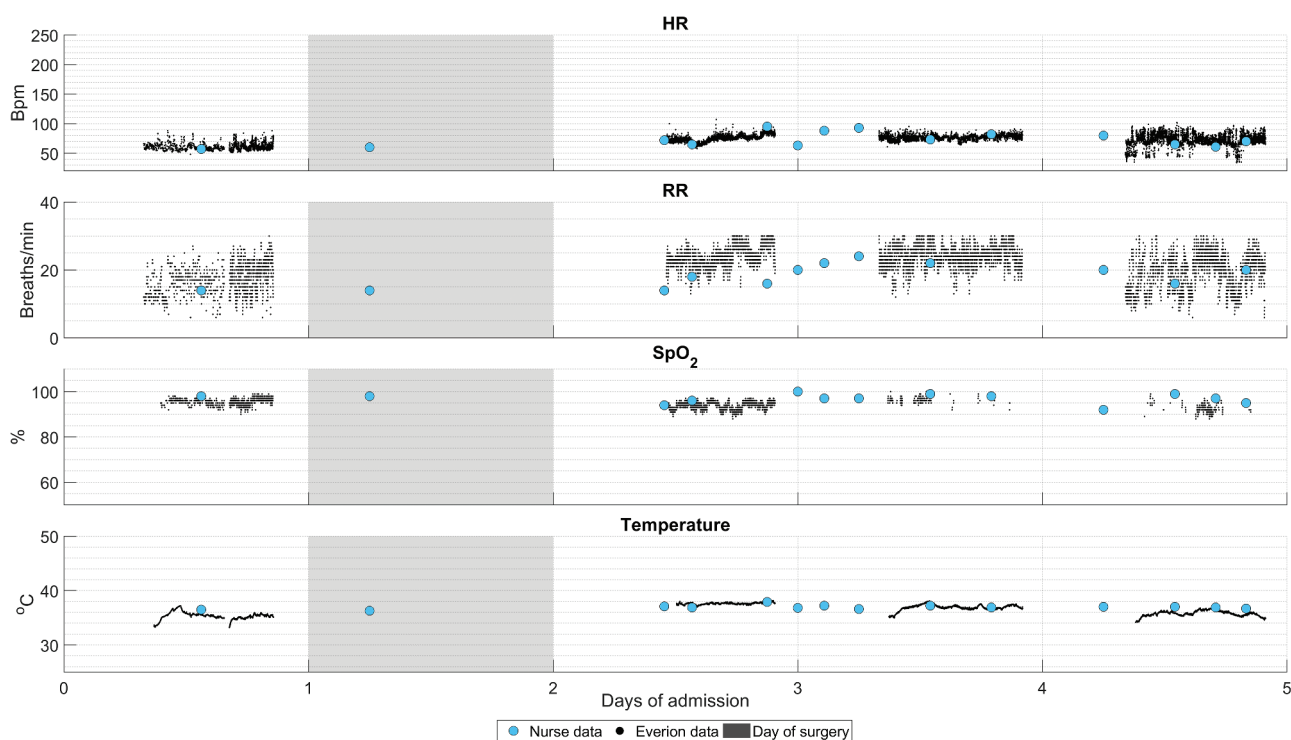 HR
250
200
150
100
50
Bpm
RR
40
20
0
Breaths/min
SpO2
100
80
60
%
Temperature
50
40
30
oC
0 1 2 3 4 5
Days of admission
Nurse data Everion data Day of surgery